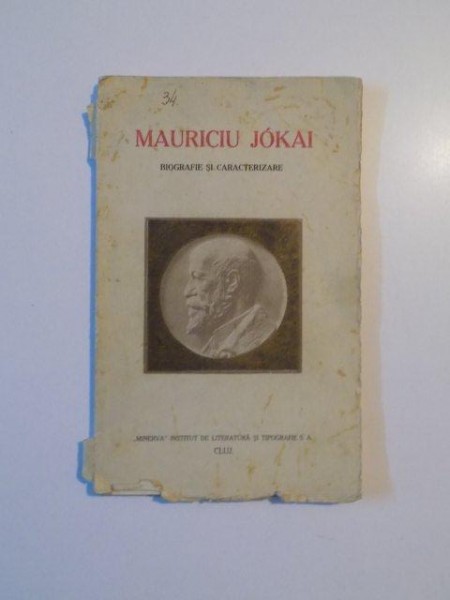 34
MAURICIU JÓKAI
BIOGRAFIE ȘI CARACTERIZARE
„MINERVA” INSTITUT DE LITERATURĂ ȘI TIPOGRAFIE S. A.
CLUJ